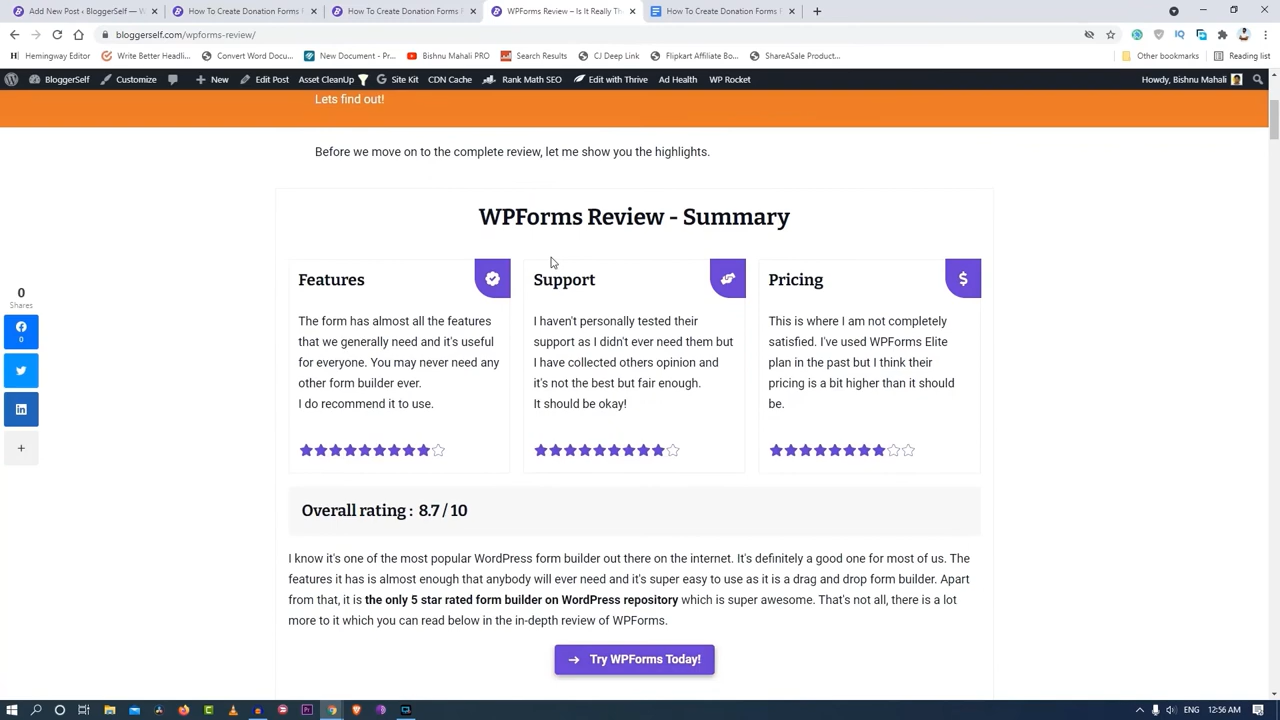 Add New Post ‹ BloggerSelf — W
How To Create Donation Forms F
How To Create Donation Forms F
WPForms Review – Is It Really Th
How To Create Donation Forms F
bloggerself.com/wpforms-review/
Hemingway Editor
Write Better Headli...
Convert Word Docu...
New Document - Pr...
Bishnu Mahali PRO
Search Results
CJ Deep Link
Flipkart Affiliate Bo...
ShareASale Product...
Other bookmarks
Reading list
BloggerSelf
Customize
New
Edit Post
Asset CleanUp
Site Kit
CDN Cache
Rank Math SEO
Edit with Thrive
Ad Health
WP Rocket
Howdy, Bishnu Mahali
Lets find out!
Before we move on to the complete review, let me show you the highlights.
WPForms Review - Summary
Features
The form has almost all the features
that we generally need and it's useful
for everyone. You may never need any
other form builder ever.
I do recommend it to use.
Support
I haven't personally tested their
support as I didn't ever need them but
I have collected others opinion and
it's not the best but fair enough.
It should be okay!
Pricing
$
This is where I am not completely
satisfied. I've used WPForms Elite
plan in the past but I think their
pricing is a bit higher than it should
be.
0
Shares
0
Overall rating : 8.7 / 10
I know it's one of the most popular WordPress form builder out there on the internet. It's definitely a good one for most of us. The
features it has is almost enough that anybody will ever need and it's super easy to use as it is a drag and drop form builder. Apart
from that, it is the only 5 star rated form builder on WordPress repository which is super awesome. That's not all, there is a lot
more to it which you can read below in the in-depth review of WPForms.
Try WPForms Today!
ENG
12:56 AM